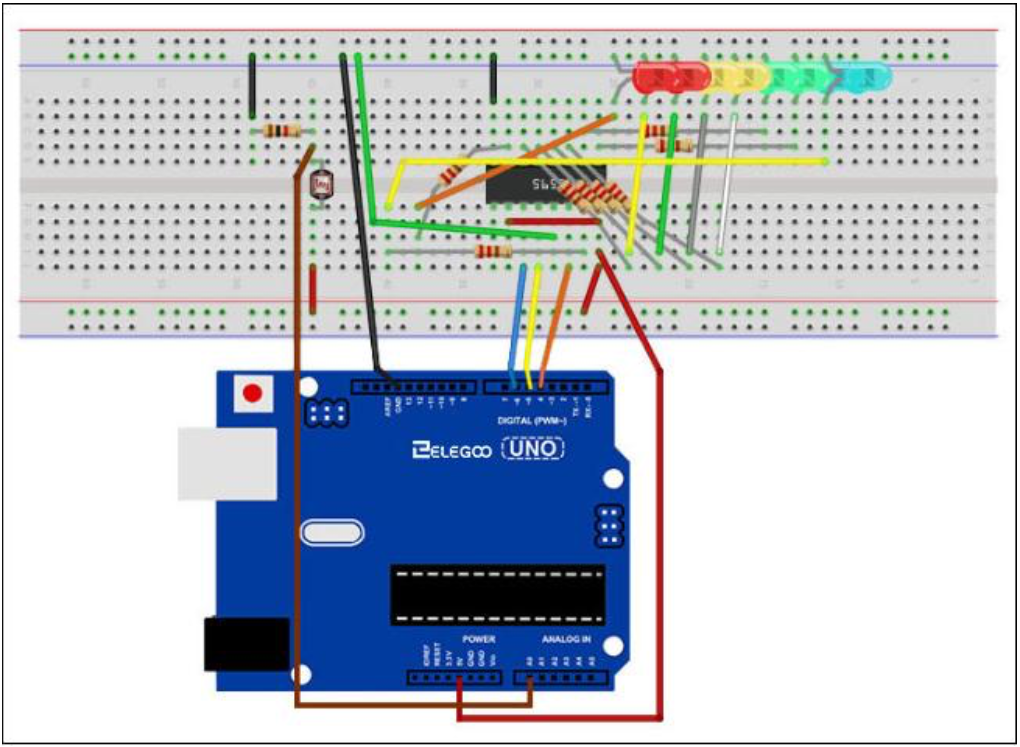 AREF
GND
13
12
~11
~10
~9
8
7
~6
~5
4
~3
2
TX→1
RX←0
DIGITAL (PWM~)
ELEGOO UNO
POWER
ANALOG IN
IOREF
RESET
3.3V
5V
GND
GND
Vin
A0
A1
A2
A3
A4
A5